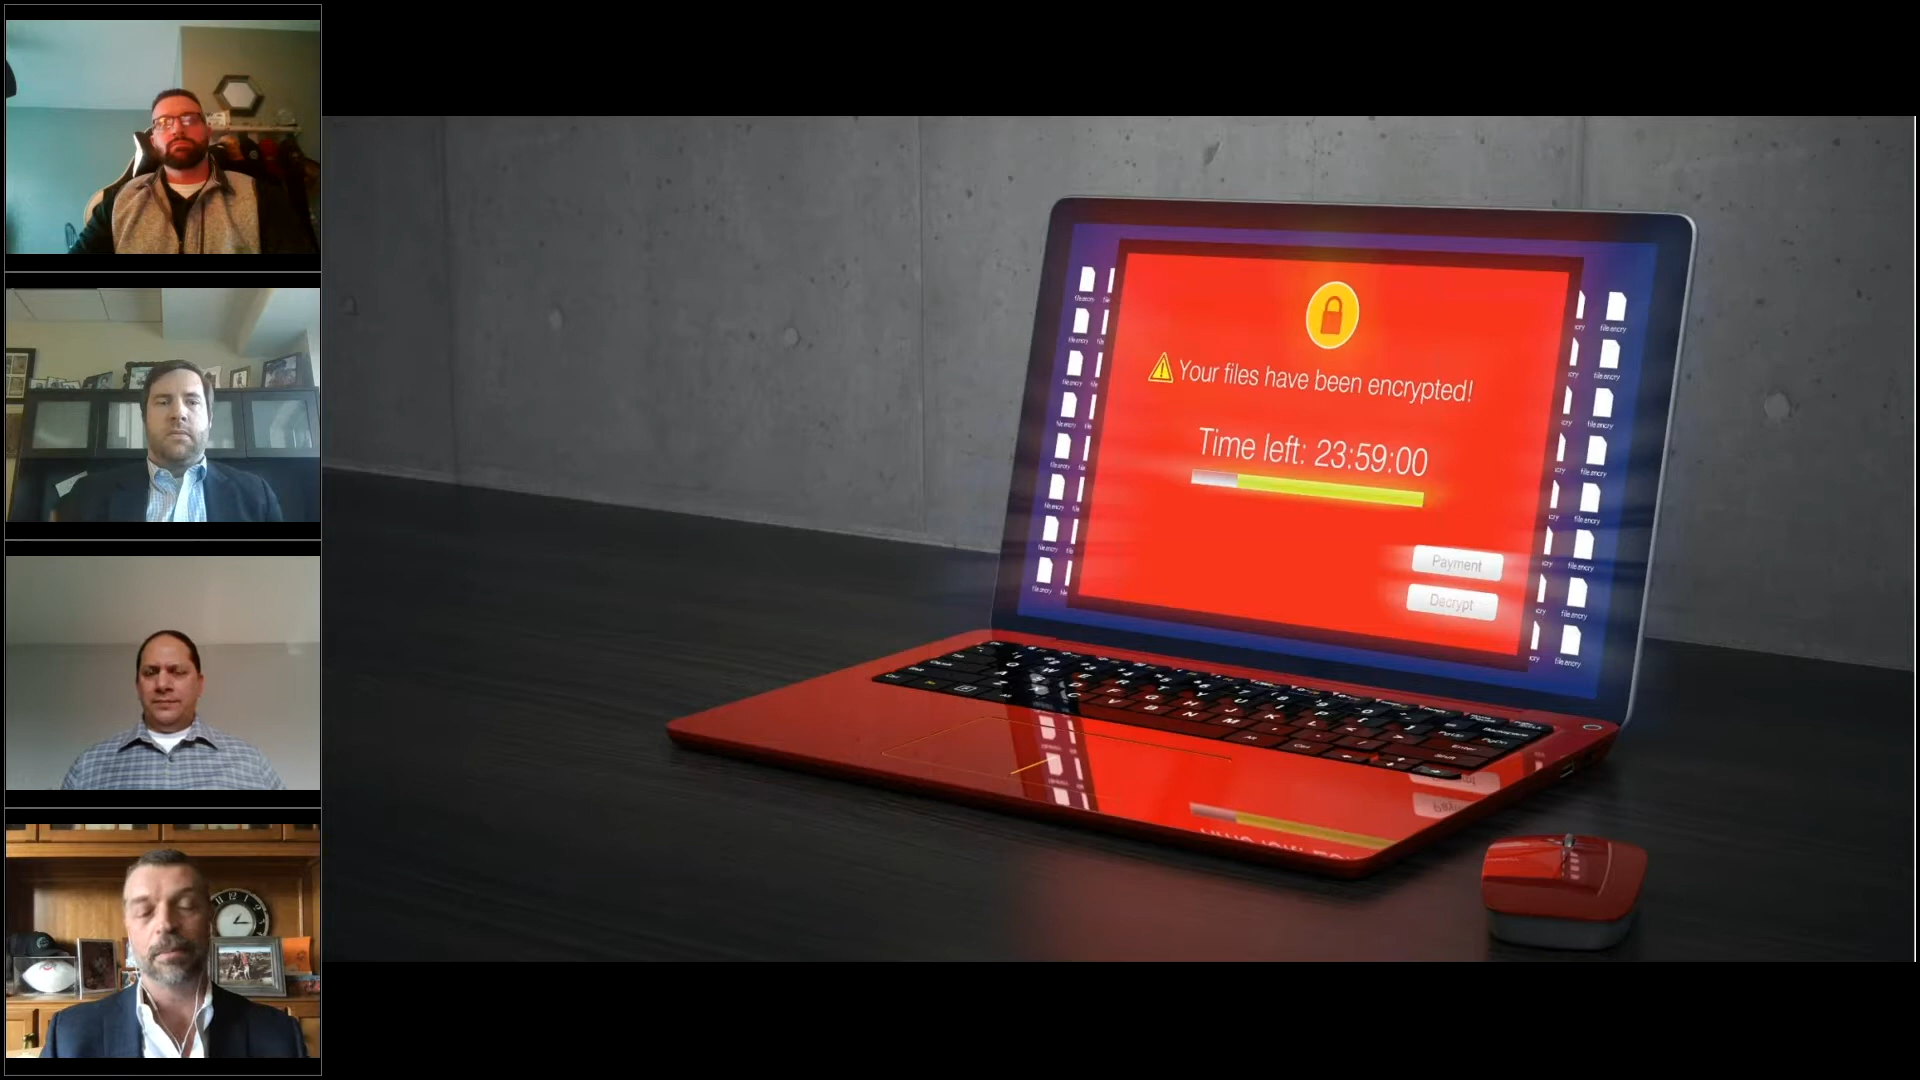 Your files have been encrypted!
Time left: 23:59:00
Payment
Decrypt